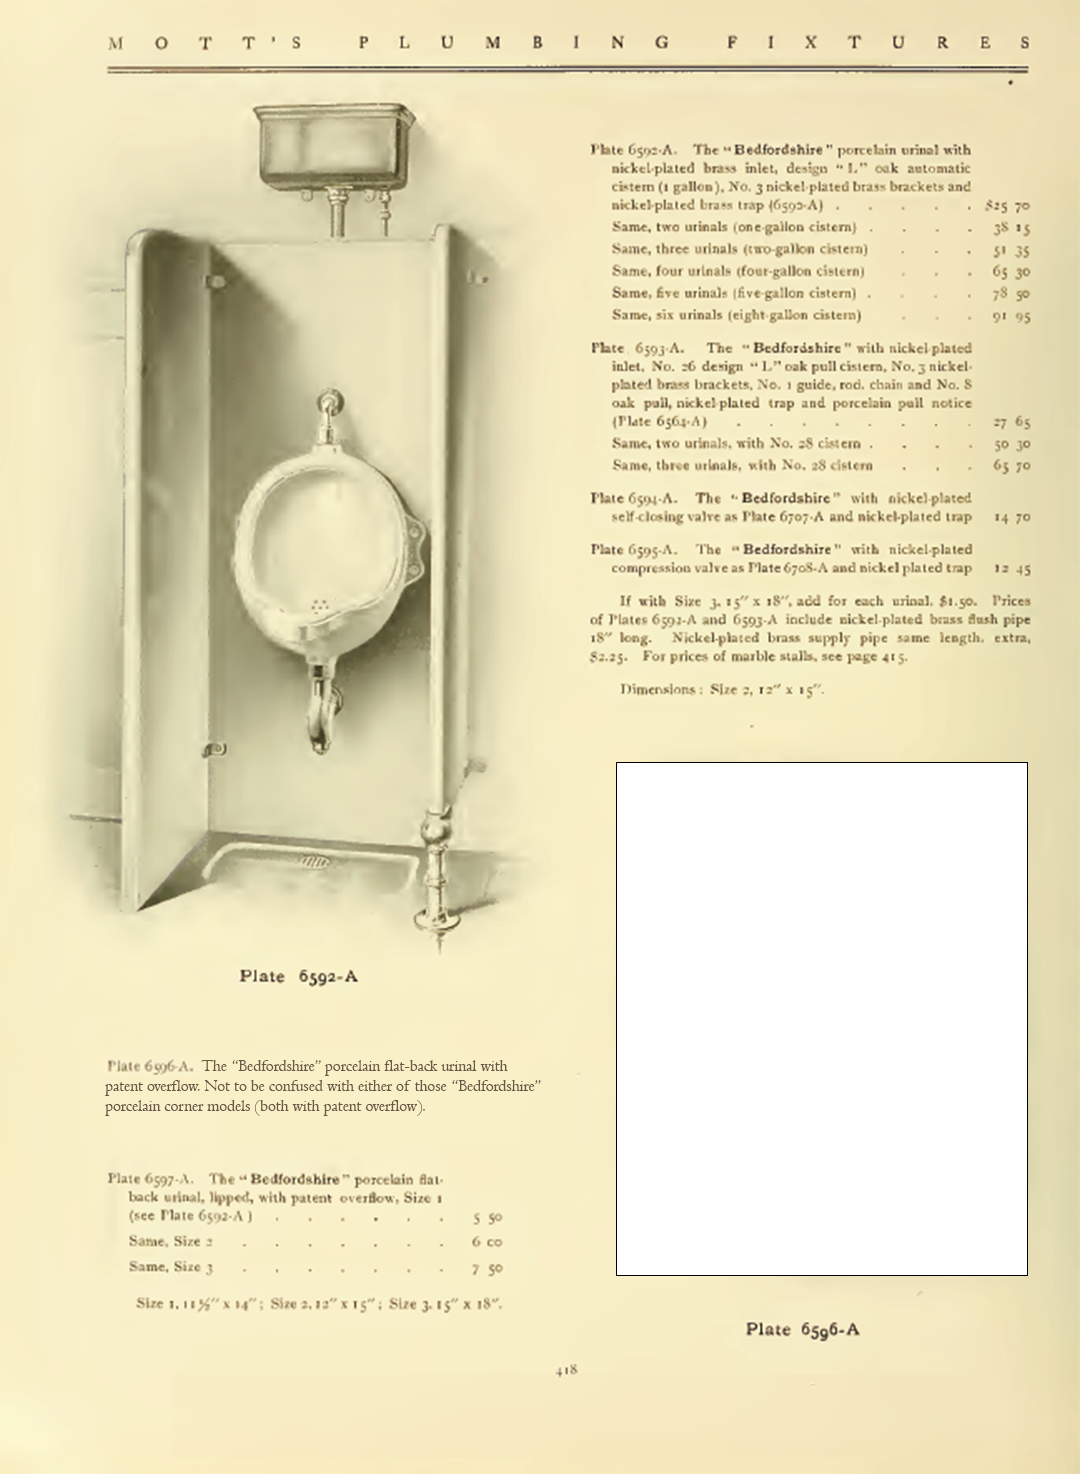 MOTT'S PLUMBING FIXTURES
Plate 6592-A. The "Bedfordshire" porcelain urinal with
nickel-plated brass inlet, design "L" oak automatic
cistern (1 gallon), No. 3 nickel-plated brass brackets and
nickel-plated brass trap (6592-A) . . . . . $25 70
Same, two urinals (one-gallon cistern) . . . . 38 15
Same, three urinals (two-gallon cistern) . . . 51 35
Same, four urinals (four-gallon cistern) . . . 65 30
Same, five urinals (five-gallon cistern) . . . . 78 50
Same, six urinals (eight-gallon cistern) . . . 91 95
Plate 6593-A. The "Bedfordshire" with nickel-plated
inlet, No. 26 design "L" oak pull cistern, No. 3 nickel-
plated brass brackets, No. 1 guide, rod, chain and No. 8
oak pull, nickel-plated trap and porcelain pull notice
(Plate 6564-A) . . . . . . . . 27 65
Same, two urinals, with No. 28 cistern . . . . 50 30
Same, three urinals, with No. 28 cistern . . . 65 70
Plate 6594-A. The "Bedfordshire" with nickel-plated
self-closing valve as Plate 6707-A and nickel-plated trap 14 70
Plate 6595-A. The "Bedfordshire" with nickel-plated
compression valve as Plate 6708-A and nickel plated trap 12 45
If with Size 3, 15" x 18", add for each urinal, $1.50. Prices
of Plates 6592-A and 6593-A include nickel-plated brass flush pipe
18" long. Nickel-plated brass supply pipe same length, extra,
$2.25. For prices of marble stalls, see page 415.
Dimensions: Size 2, 12" x 15".
Plate 6592-A
Plate 6596-A. The “Bedfordshire” porcelain flat-back urinal with
patent overflow. Not to be confused with either of those “Bedfordshire”
porcelain corner models (both with patent overflow).
Plate 6597-A. The "Bedfordshire" porcelain flat-
back urinal, lipped, with patent overflow, Size 1
(see Plate 6592-A) . . . . . . 5 50
Same, Size 2 . . . . . . . 6 00
Same, Size 3 . . . . . . . 7 50
Size 1, 11½" x 14"; Size 2, 12" x 15"; Size 3, 15" x 18".
Plate 6596-A
418